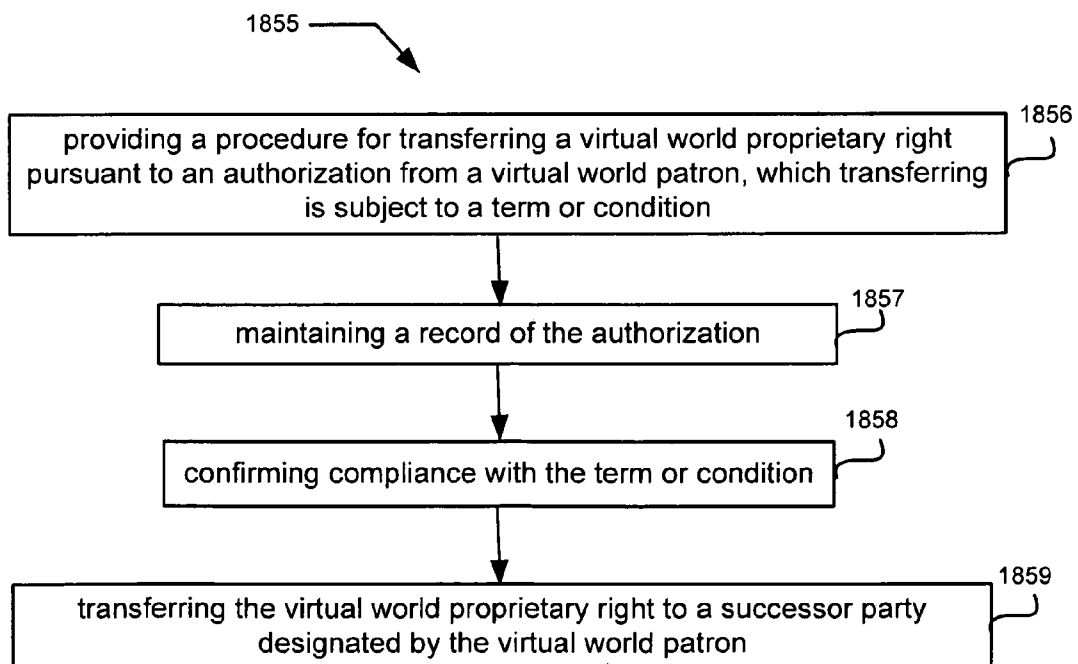 1855
1856
providing a procedure for transferring a virtual world proprietary right
pursuant to an authorization from a virtual world patron, which transferring
is subject to a term or condition
1857
maintaining a record of the authorization
1858
confirming compliance with the term or condition
1859
transferring the virtual world proprietary right to a successor party
designated by the virtual world patron